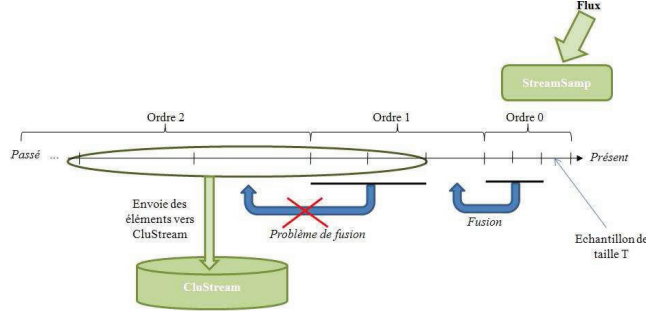 Flux
StreamSamp
Ordre 2
Ordre 1
Ordre 0
Passé ...
Présent
Envoie des
éléments vers
CluStream
Problème de fusion
Fusion
Echantillon de
taille T
CluStream